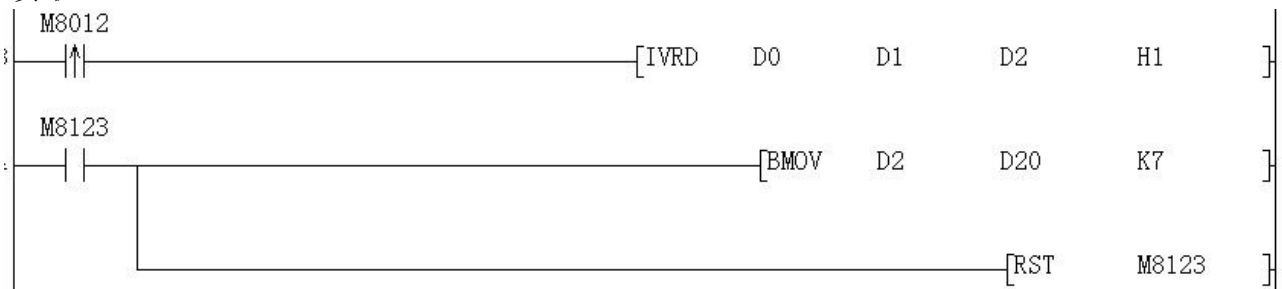 M8012
[IVRD D0 D1 D2 H1 ]
M8123
[BMOV D2 D20 K7 ]
[RST M8123 ]